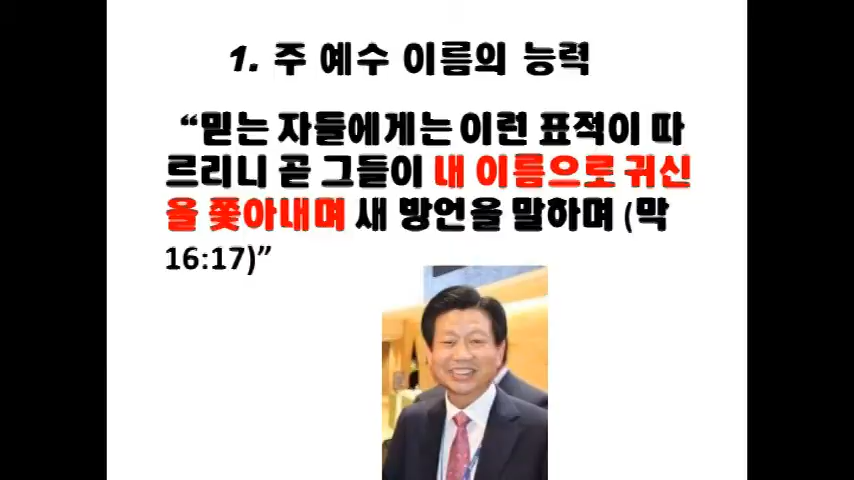 1. 주 예수 이름의 능력
“믿는 자들에게는 이런 표적이 따
르리니 곧 그들이 내 이름으로 귀신
을 쫓아내며 새 방언을 말하며 (막
16:17)”